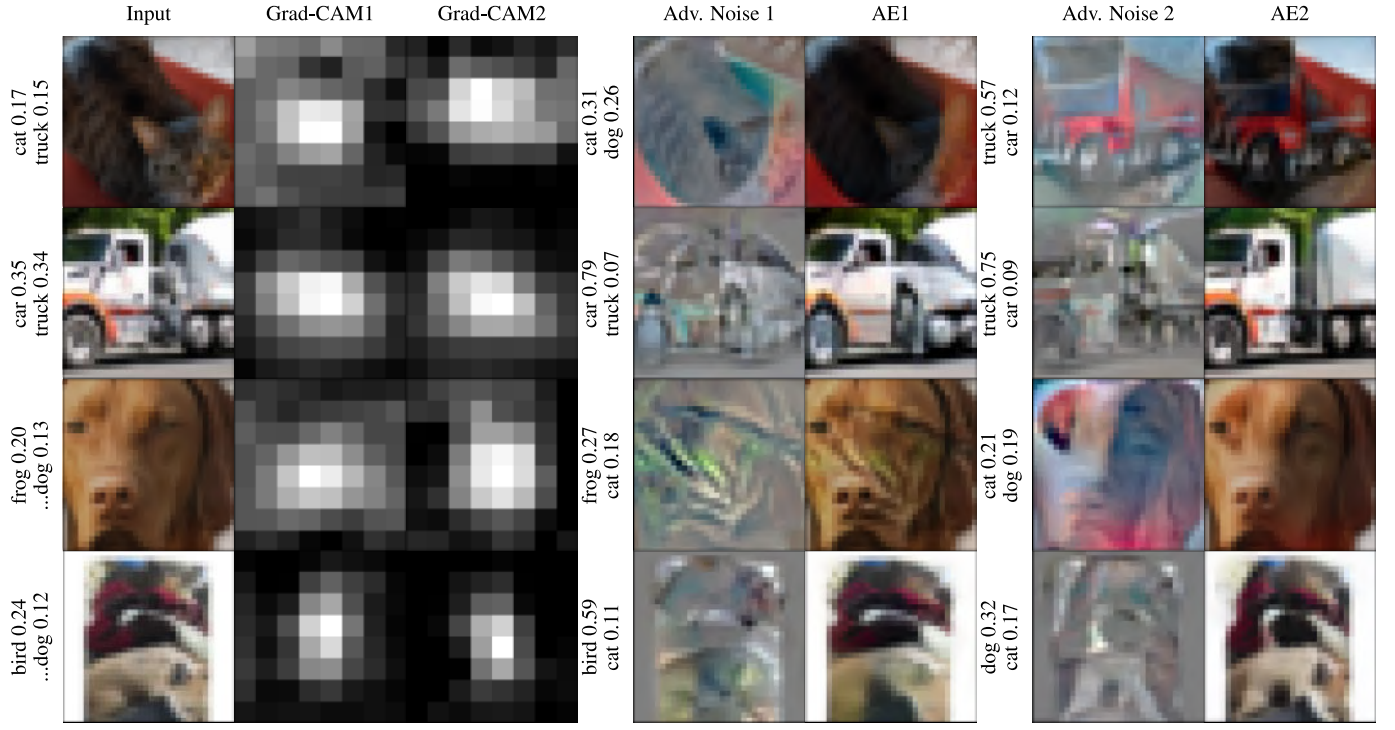 Input Grad-CAM1 Grad-CAM2 Adv. Noise 1 AE1 Adv. Noise 2 AE2
cat 0.17
truck 0.15
cat 0.31
dog 0.26
truck 0.57
car 0.12
car 0.35
truck 0.34
car 0.79
truck 0.07
truck 0.75
car 0.09
frog 0.20
...dog 0.13
frog 0.27
cat 0.18
cat 0.21
dog 0.19
bird 0.24
...dog 0.12
bird 0.59
cat 0.11
dog 0.32
cat 0.17